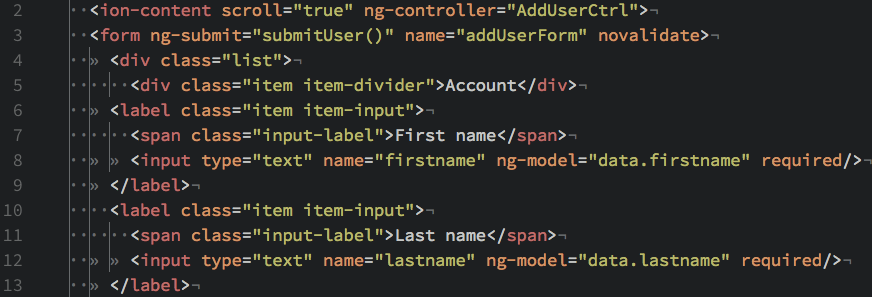 2 <ion-content scroll="true" ng-controller="AddUserCtrl">¬
3 <form ng-submit="submitUser()" name="addUserForm" novalidate>¬
4 » <div class="list">¬
5 <div class="item item-divider">Account</div>¬
6 » <label class="item item-input">¬
7 <span class="input-label">First name</span>¬
8 » » <input type="text" name="firstname" ng-model="data.firstname" required/>¬
9 » </label>¬
10 <label class="item item-input">¬
11 <span class="input-label">Last name</span>¬
12 » » <input type="text" name="lastname" ng-model="data.lastname" required/>¬
13 » </label>¬